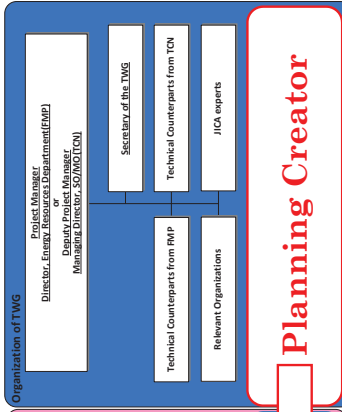 Organization of TWG
Project Manager
Director, Energy Resources Department(FMP)
or
Deputy Project Manager
Managing Director, SO/MO(TCN)
Secretary of the TWG
Technical Counterparts from FMP
Technical Counterparts from TCN
Relevant Organizations
JICA experts
Planning Creator